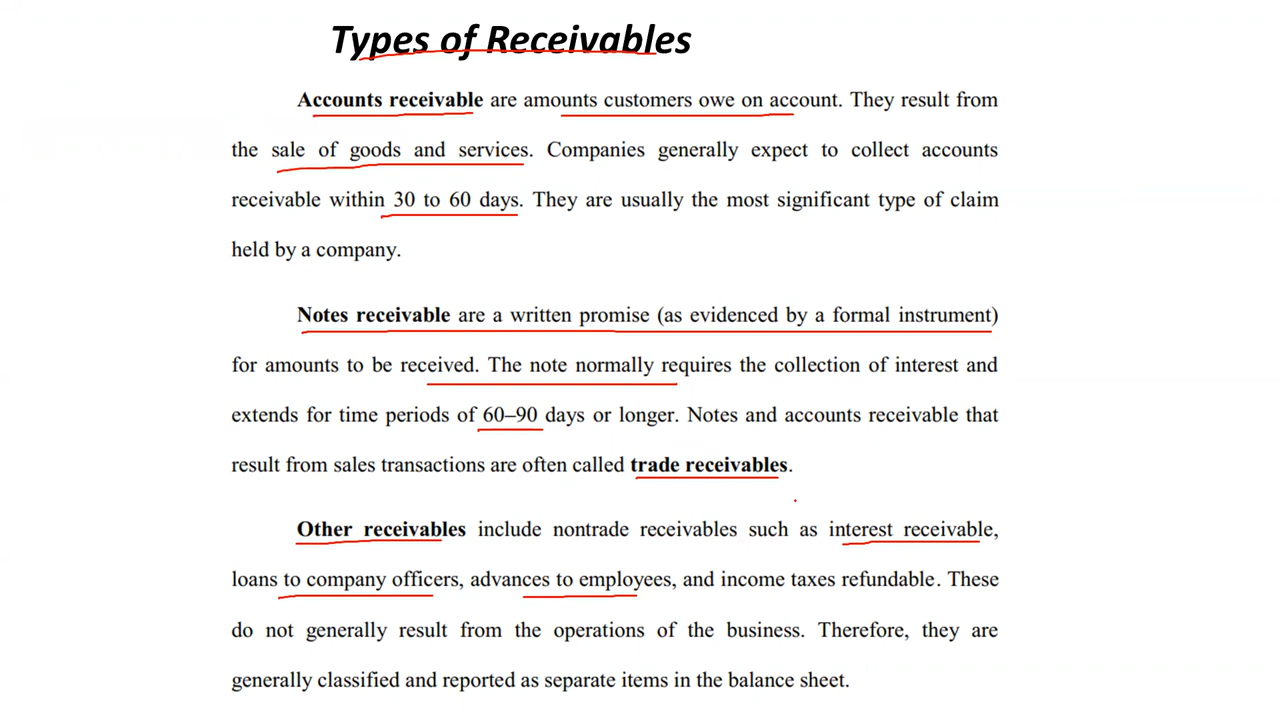 Types of Receivables
Accounts receivable are amounts customers owe on account. They result from
the sale of goods and services. Companies generally expect to collect accounts
receivable within 30 to 60 days. They are usually the most significant type of claim
held by a company.
Notes receivable are a written promise (as evidenced by a formal instrument)
for amounts to be received. The note normally requires the collection of interest and
extends for time periods of 60–90 days or longer. Notes and accounts receivable that
result from sales transactions are often called trade receivables.
Other receivables include nontrade receivables such as interest receivable,
loans to company officers, advances to employees, and income taxes refundable. These
do not generally result from the operations of the business. Therefore, they are
generally classified and reported as separate items in the balance sheet.